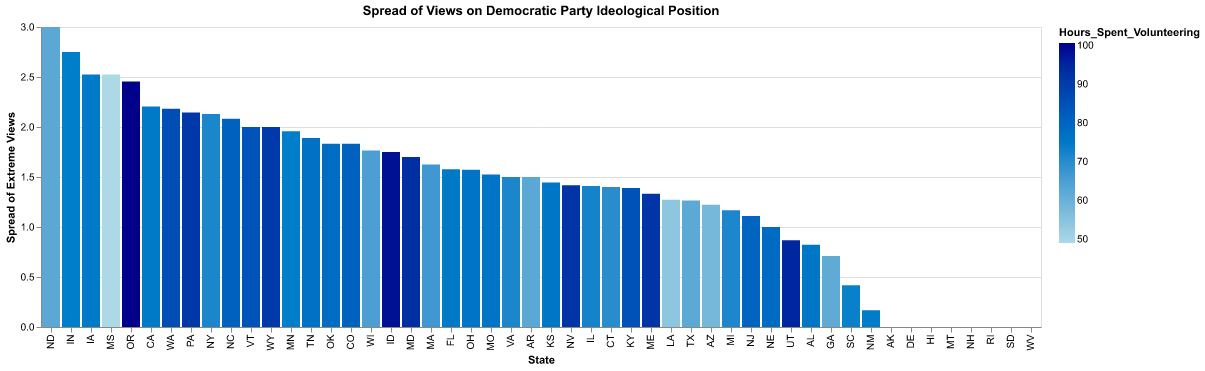 Spread of Views on Democratic Party Ideological Position
Hours_Spent_Volunteering
100
90
80
70
60
50
Spread of Extreme Views
3.0
2.5
2.0
1.5
1.0
0.5
0.0
ND IN IA MS OR CA WA PA NY NC VT WY MN TN OK CO WI ID MD MA FL OH MO VA AR KS NV IL CT KY ME LA TX AZ MI NJ NE UT AL GA SC NM AK DE HI MT NH RI SD WV
State